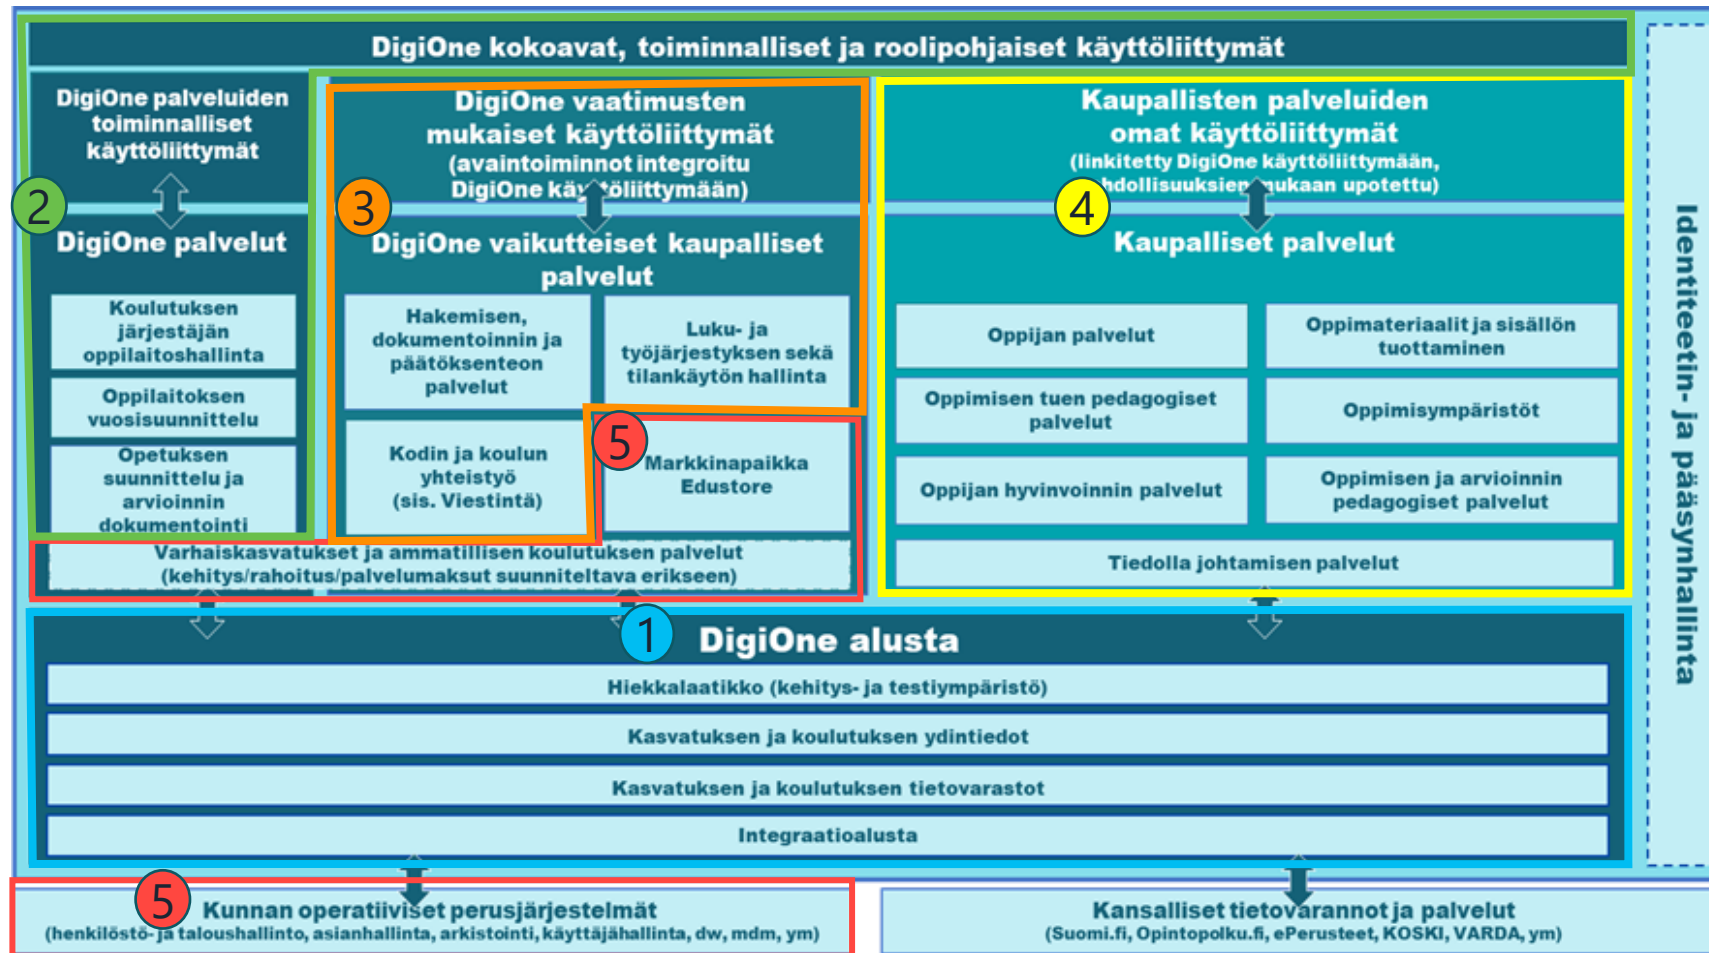 DigiOne kokoavat, toiminnalliset ja roolipohjaiset käyttöliittymät
DigiOne palveluiden
toiminnalliset
käyttöliittymät
2
DigiOne palvelut
Koulutuksen
järjestäjän
oppilaitoshallinta
Oppilaitoksen
vuosisuunnittelu
Opetuksen
suunnittelu ja
arvioinnin
dokumentointi
DigiOne vaatimusten
mukaiset käyttöliittymät
(avaintoiminnot integroitu
DigiOne käyttöliittymään)
3
DigiOne vaikutteiset kaupalliset
palvelut
Hakemisen,
dokumentoinnin ja
päätöksenteon
palvelut
Luku- ja
työjärjestyksen sekä
tilankäytön hallinta
Kodin ja koulun
yhteistyö
(sis. Viestintä)
5
Markkinapaikka
Edustore
Varhaiskasvatukset ja ammatillisen koulutuksen palvelut
(kehitys/rahoitus/palvelumaksut suunniteltava erikseen)
Kaupallisten palveluiden
omat käyttöliittymät
(linkitetty DigiOne käyttöliittymään,
mukaan upotettu)
4
Kaupalliset palvelut
Oppijan palvelut
Oppimateriaalit ja sisällön
tuottaminen
Oppimisen tuen pedagogiset
palvelut
Oppimisympäristöt
Oppijan hyvinvoinnin palvelut
Oppimisen ja arvioinnin
pedagogiset palvelut
Tiedolla johtamisen palvelut
Identiteetin- ja pääsynhallinta
1
DigiOne alusta
Hiekkalaatikko (kehitys- ja testiympäristö)
Kasvatuksen ja koulutuksen ydintiedot
Kasvatuksen ja koulutuksen tietovarastot
Integraatioalusta
5
Kunnan operatiiviset perusjärjestelmät
(henkilöstö- ja taloushallinto, asianhallinta, arkistointi, käyttäjähallinta, dw, mdm, ym)
Kansalliset tietovarannot ja palvelut
(Suomi.fi, Opintopolku.fi, ePerusteet, KOSKI, VARDA, ym)